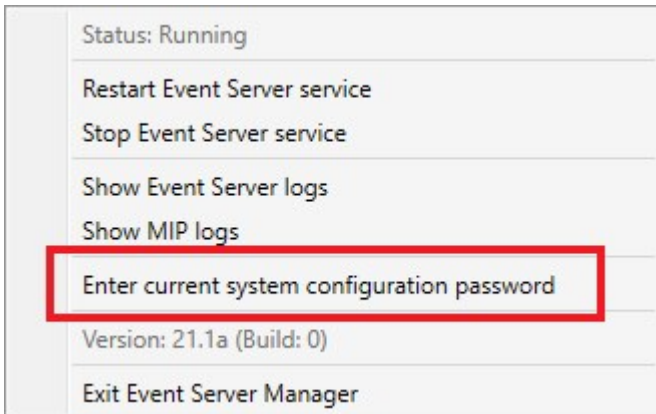 Status: Running
Restart Event Server service
Stop Event Server service
Show Event Server logs
Show MIP logs
Enter current system configuration password
Version: 21.1a (Build: 0)
Exit Event Server Manager